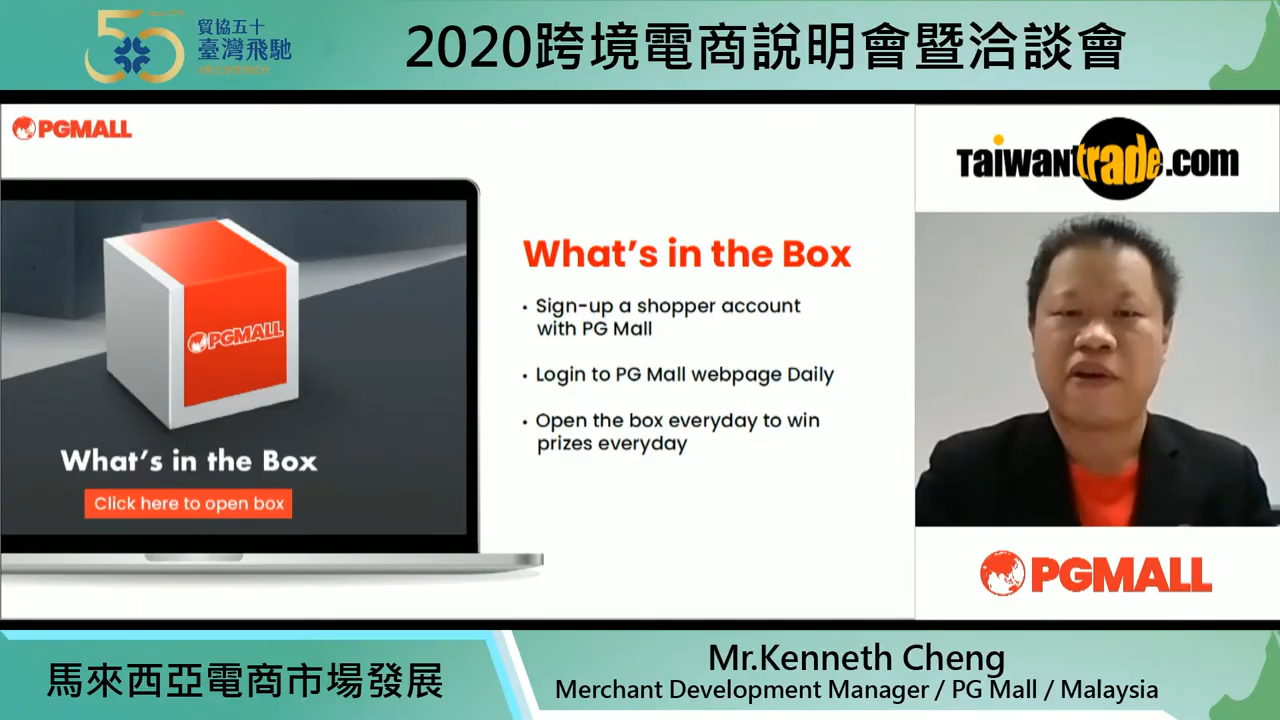 50
貿協五十
臺灣飛馳
2020跨境電商說明會暨洽談會
PGMALL
PGMALL
What's in the Box
Click here to open box
What's in the Box
• Sign-up a shopper account
with PG Mall
• Login to PG Mall webpage Daily
• Open the box everyday to win
prizes everyday
Taiwantrade.com
PGMALL
馬來西亞電商市場發展
Mr.Kenneth Cheng
Merchant Development Manager / PG Mall / Malaysia